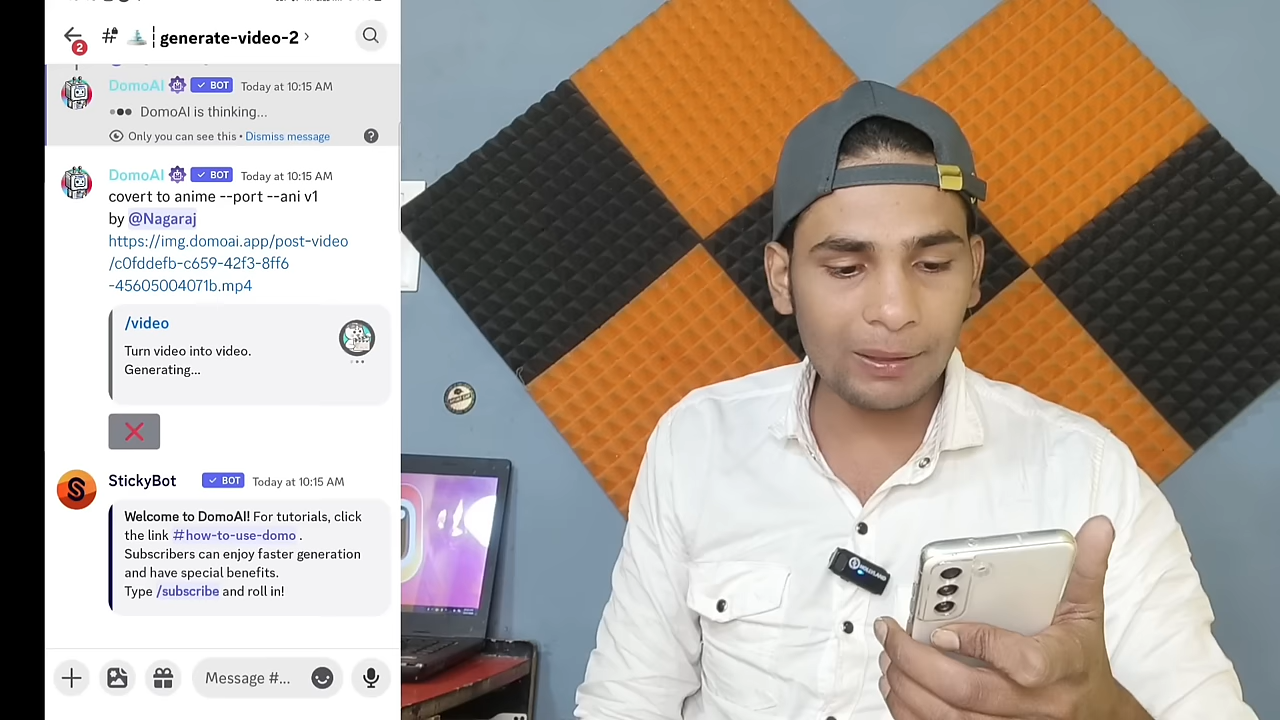 2
generate-video-2 ›
DomoAI ✓ BOT Today at 10:15 AM
DomoAI is thinking...
Only you can see this • Dismiss message ?
DomoAI ✓ BOT Today at 10:15 AM
covert to anime --port --ani v1
by @Nagaraj
https://img.domoai.app/post-video
/c0fddefb-c659-42f3-8ff6
-45605004071b.mp4
/video
Turn video into video.
Generating...
StickyBot ✓ BOT Today at 10:15 AM
Welcome to DomoAI! For tutorials, click
the link #how-to-use-domo .
Subscribers can enjoy faster generation
and have special benefits.
Type /subscribe and roll in!
Message #...